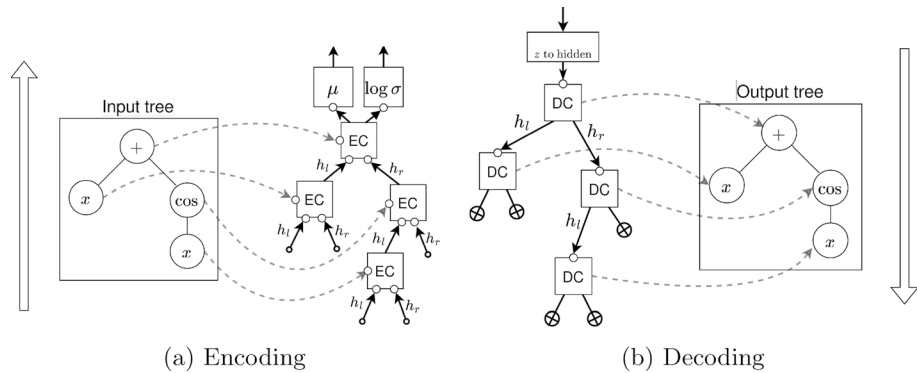 Input tree
+
x
cos
x
μ
log σ
EC
h_l
h_r
EC
EC
h_l
h_r
h_l
h_r
EC
h_l
h_r
(a) Encoding
z to hidden
DC
h_l
h_r
DC
DC
h_l
DC
Output tree
+
x
cos
x
(b) Decoding